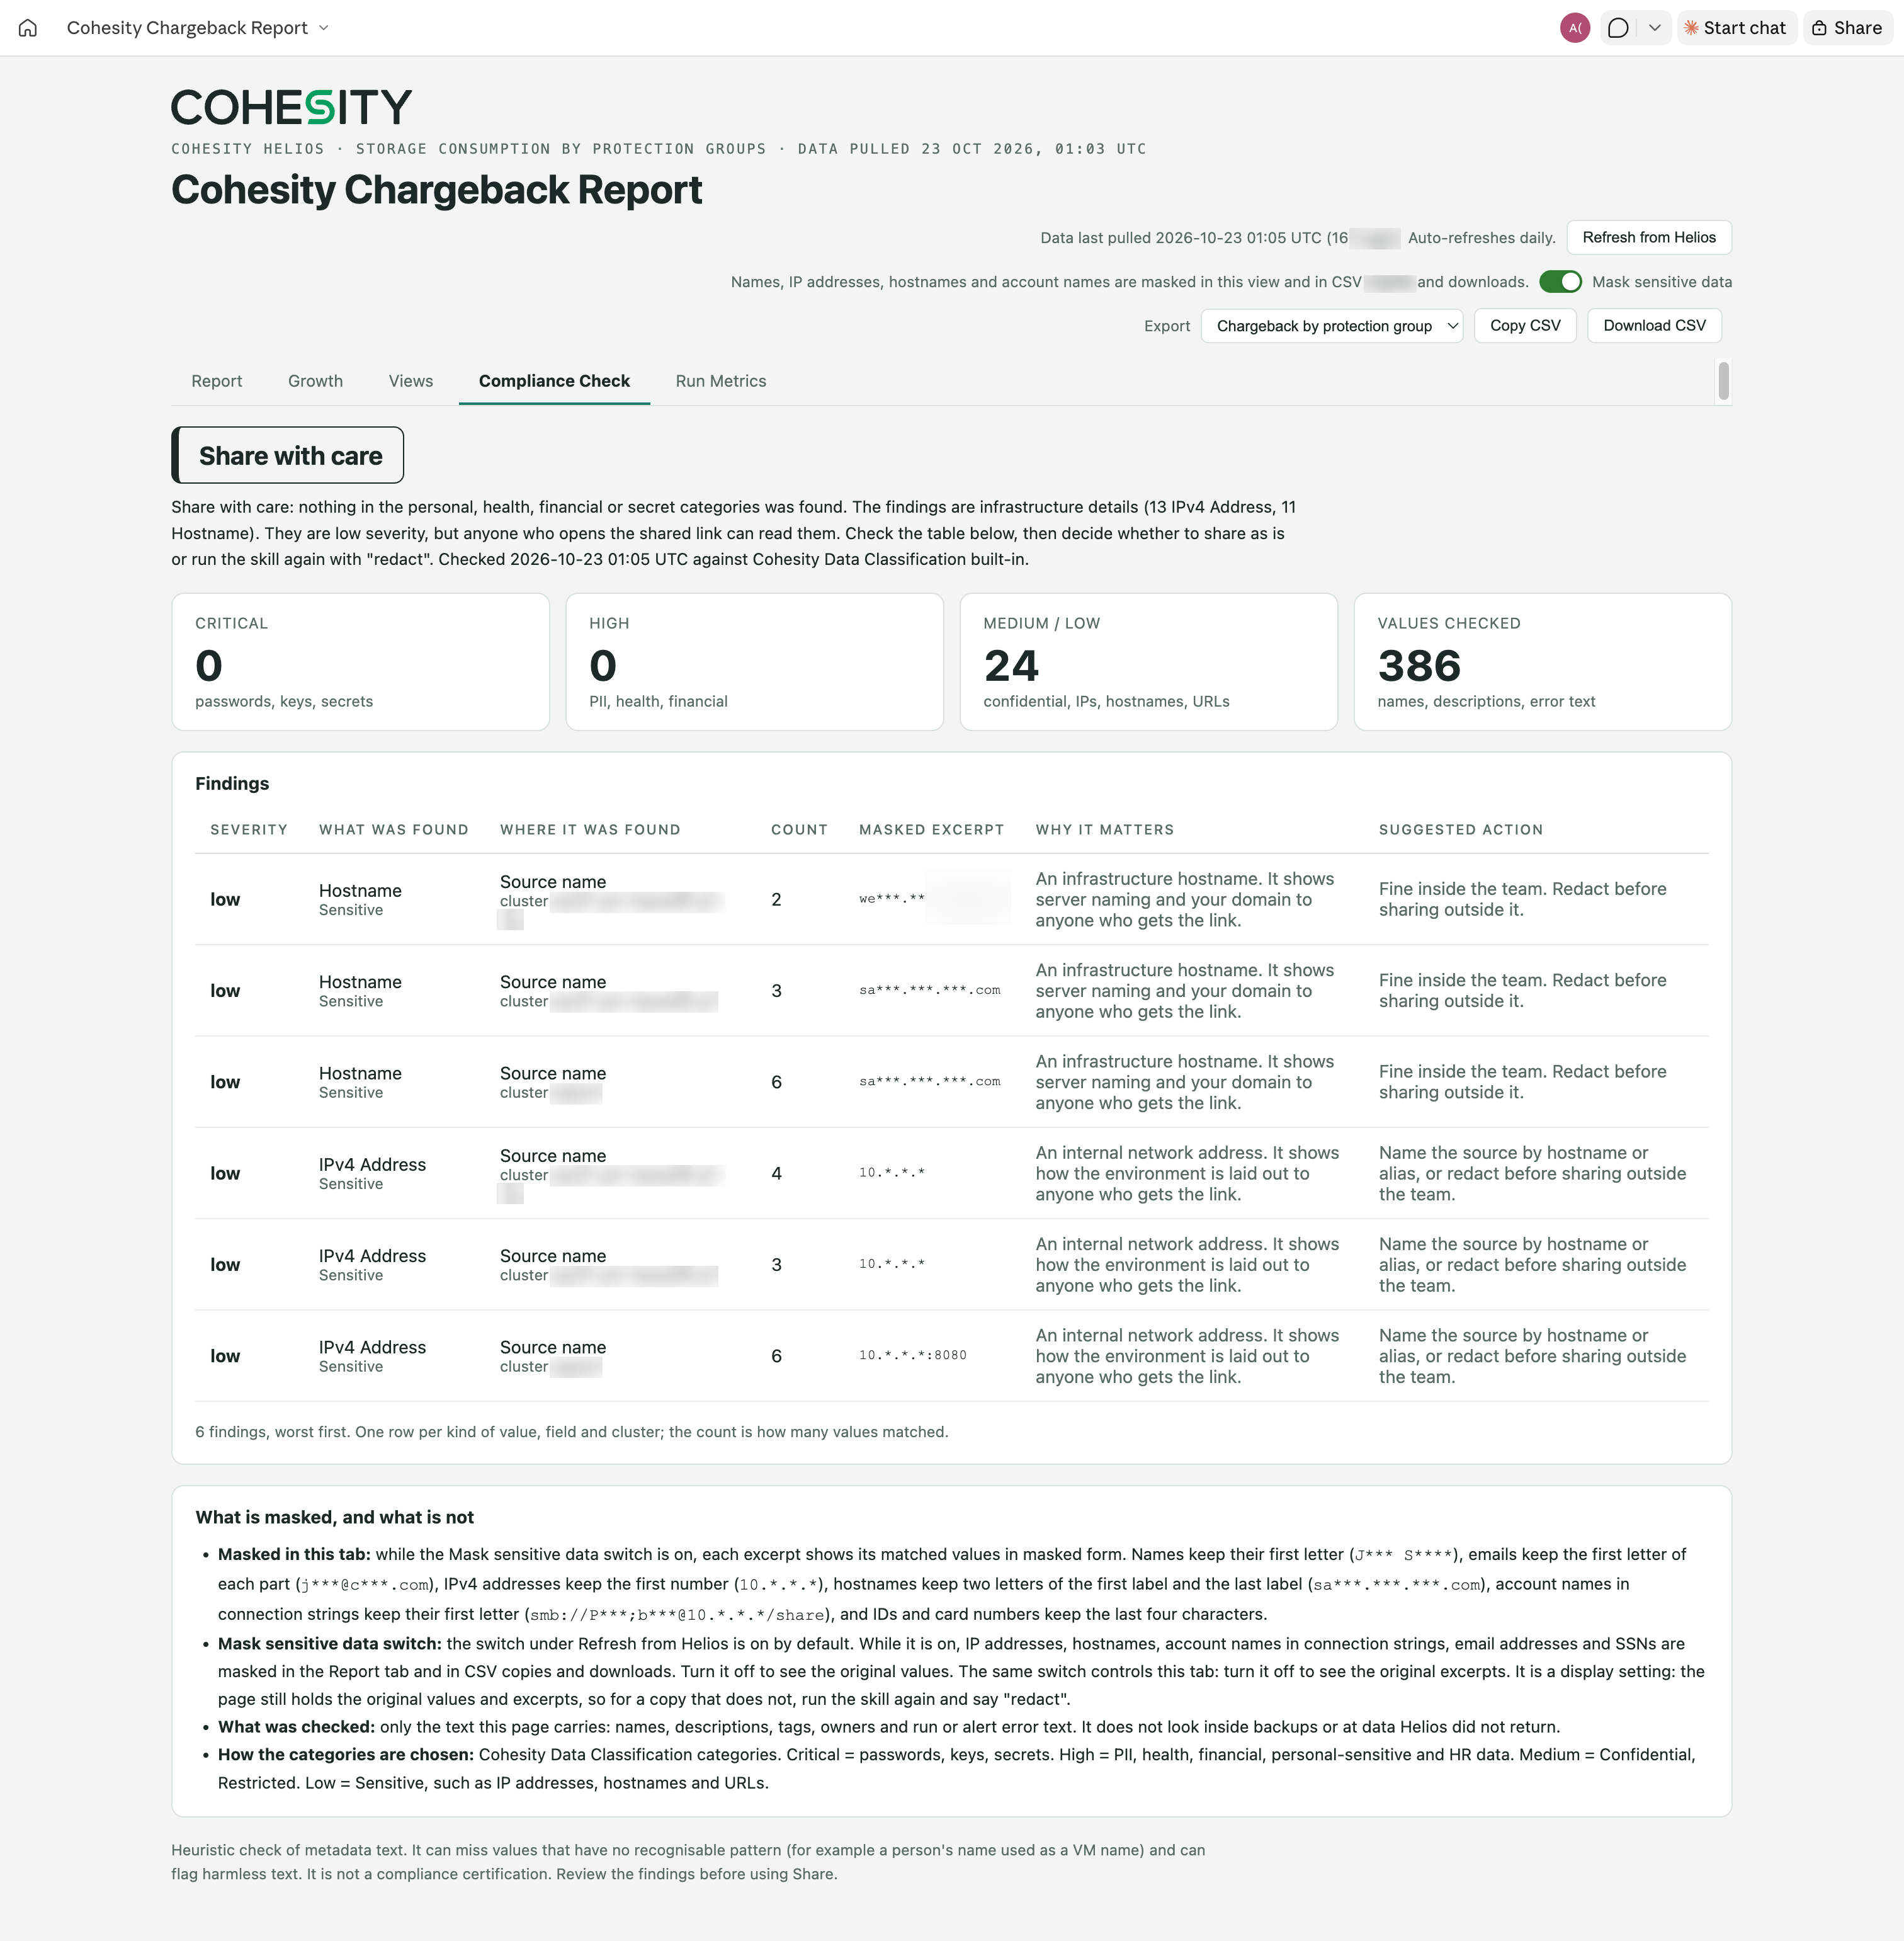 Cohesity Chargeback Report
A(
Start chat
Share
COHESITY
COHESITY HELIOS · STORAGE CONSUMPTION BY PROTECTION GROUPS · DATA PULLED 23 OCT 2026, 01:03 UTC
Cohesity Chargeback Report
Data last pulled 2026-10-23 01:05 UTC (16 Auto-refreshes daily.
Refresh from Helios
Names, IP addresses, hostnames and account names are masked in this view and in CSV and downloads.
Mask sensitive data
Export
Chargeback by protection group
Copy CSV
Download CSV
Report
Growth
Views
Compliance Check
Run Metrics
Share with care
Share with care: nothing in the personal, health, financial or secret categories was found. The findings are infrastructure details (13 IPv4 Address, 11
Hostname). They are low severity, but anyone who opens the shared link can read them. Check the table below, then decide whether to share as is
or run the skill again with "redact". Checked 2026-10-23 01:05 UTC against Cohesity Data Classification built-in.
CRITICAL
0
passwords, keys, secrets
HIGH
0
PII, health, financial
MEDIUM / LOW
24
confidential, IPs, hostnames, URLs
VALUES CHECKED
386
names, descriptions, error text
Findings
SEVERITY WHAT WAS FOUND WHERE IT WAS FOUND COUNT MASKED EXCERPT WHY IT MATTERS SUGGESTED ACTION
low
Hostname
Sensitive
Source name
cluster
2
we***.**
An infrastructure hostname. It shows
server naming and your domain to
anyone who gets the link.
Fine inside the team. Redact before
sharing outside it.
low
Hostname
Sensitive
Source name
cluster
3
sa***.***.***.com
An infrastructure hostname. It shows
server naming and your domain to
anyone who gets the link.
Fine inside the team. Redact before
sharing outside it.
low
Hostname
Sensitive
Source name
cluster
6
sa***.***.***.com
An infrastructure hostname. It shows
server naming and your domain to
anyone who gets the link.
Fine inside the team. Redact before
sharing outside it.
low
IPv4 Address
Sensitive
Source name
cluster
4
10.*.*.*
An internal network address. It shows
how the environment is laid out to
anyone who gets the link.
Name the source by hostname or
alias, or redact before sharing outside
the team.
low
IPv4 Address
Sensitive
Source name
cluster
3
10.*.*.*
An internal network address. It shows
how the environment is laid out to
anyone who gets the link.
Name the source by hostname or
alias, or redact before sharing outside
the team.
low
IPv4 Address
Sensitive
Source name
cluster
6
10.*.*.*:8080
An internal network address. It shows
how the environment is laid out to
anyone who gets the link.
Name the source by hostname or
alias, or redact before sharing outside
the team.
6 findings, worst first. One row per kind of value, field and cluster; the count is how many values matched.
What is masked, and what is not
• Masked in this tab: while the Mask sensitive data switch is on, each excerpt shows its matched values in masked form. Names keep their first letter (J*** S****), emails keep the first letter of
each part (j***@c***.com), IPv4 addresses keep the first number (10.*.*.*), hostnames keep two letters of the first label and the last label (sa***.***.***.com), account names in
connection strings keep their first letter (smb://P***;b***@10.*.*.*/share), and IDs and card numbers keep the last four characters.
• Mask sensitive data switch: the switch under Refresh from Helios is on by default. While it is on, IP addresses, hostnames, account names in connection strings, email addresses and SSNs are
masked in the Report tab and in CSV copies and downloads. Turn it off to see the original values. The same switch controls this tab: turn it off to see the original excerpts. It is a display setting: the
page still holds the original values and excerpts, so for a copy that does not, run the skill again and say "redact".
• What was checked: only the text this page carries: names, descriptions, tags, owners and run or alert error text. It does not look inside backups or at data Helios did not return.
• How the categories are chosen: Cohesity Data Classification categories. Critical = passwords, keys, secrets. High = PII, health, financial, personal-sensitive and HR data. Medium = Confidential,
Restricted. Low = Sensitive, such as IP addresses, hostnames and URLs.
Heuristic check of metadata text. It can miss values that have no recognisable pattern (for example a person's name used as a VM name) and can
flag harmless text. It is not a compliance certification. Review the findings before using Share.